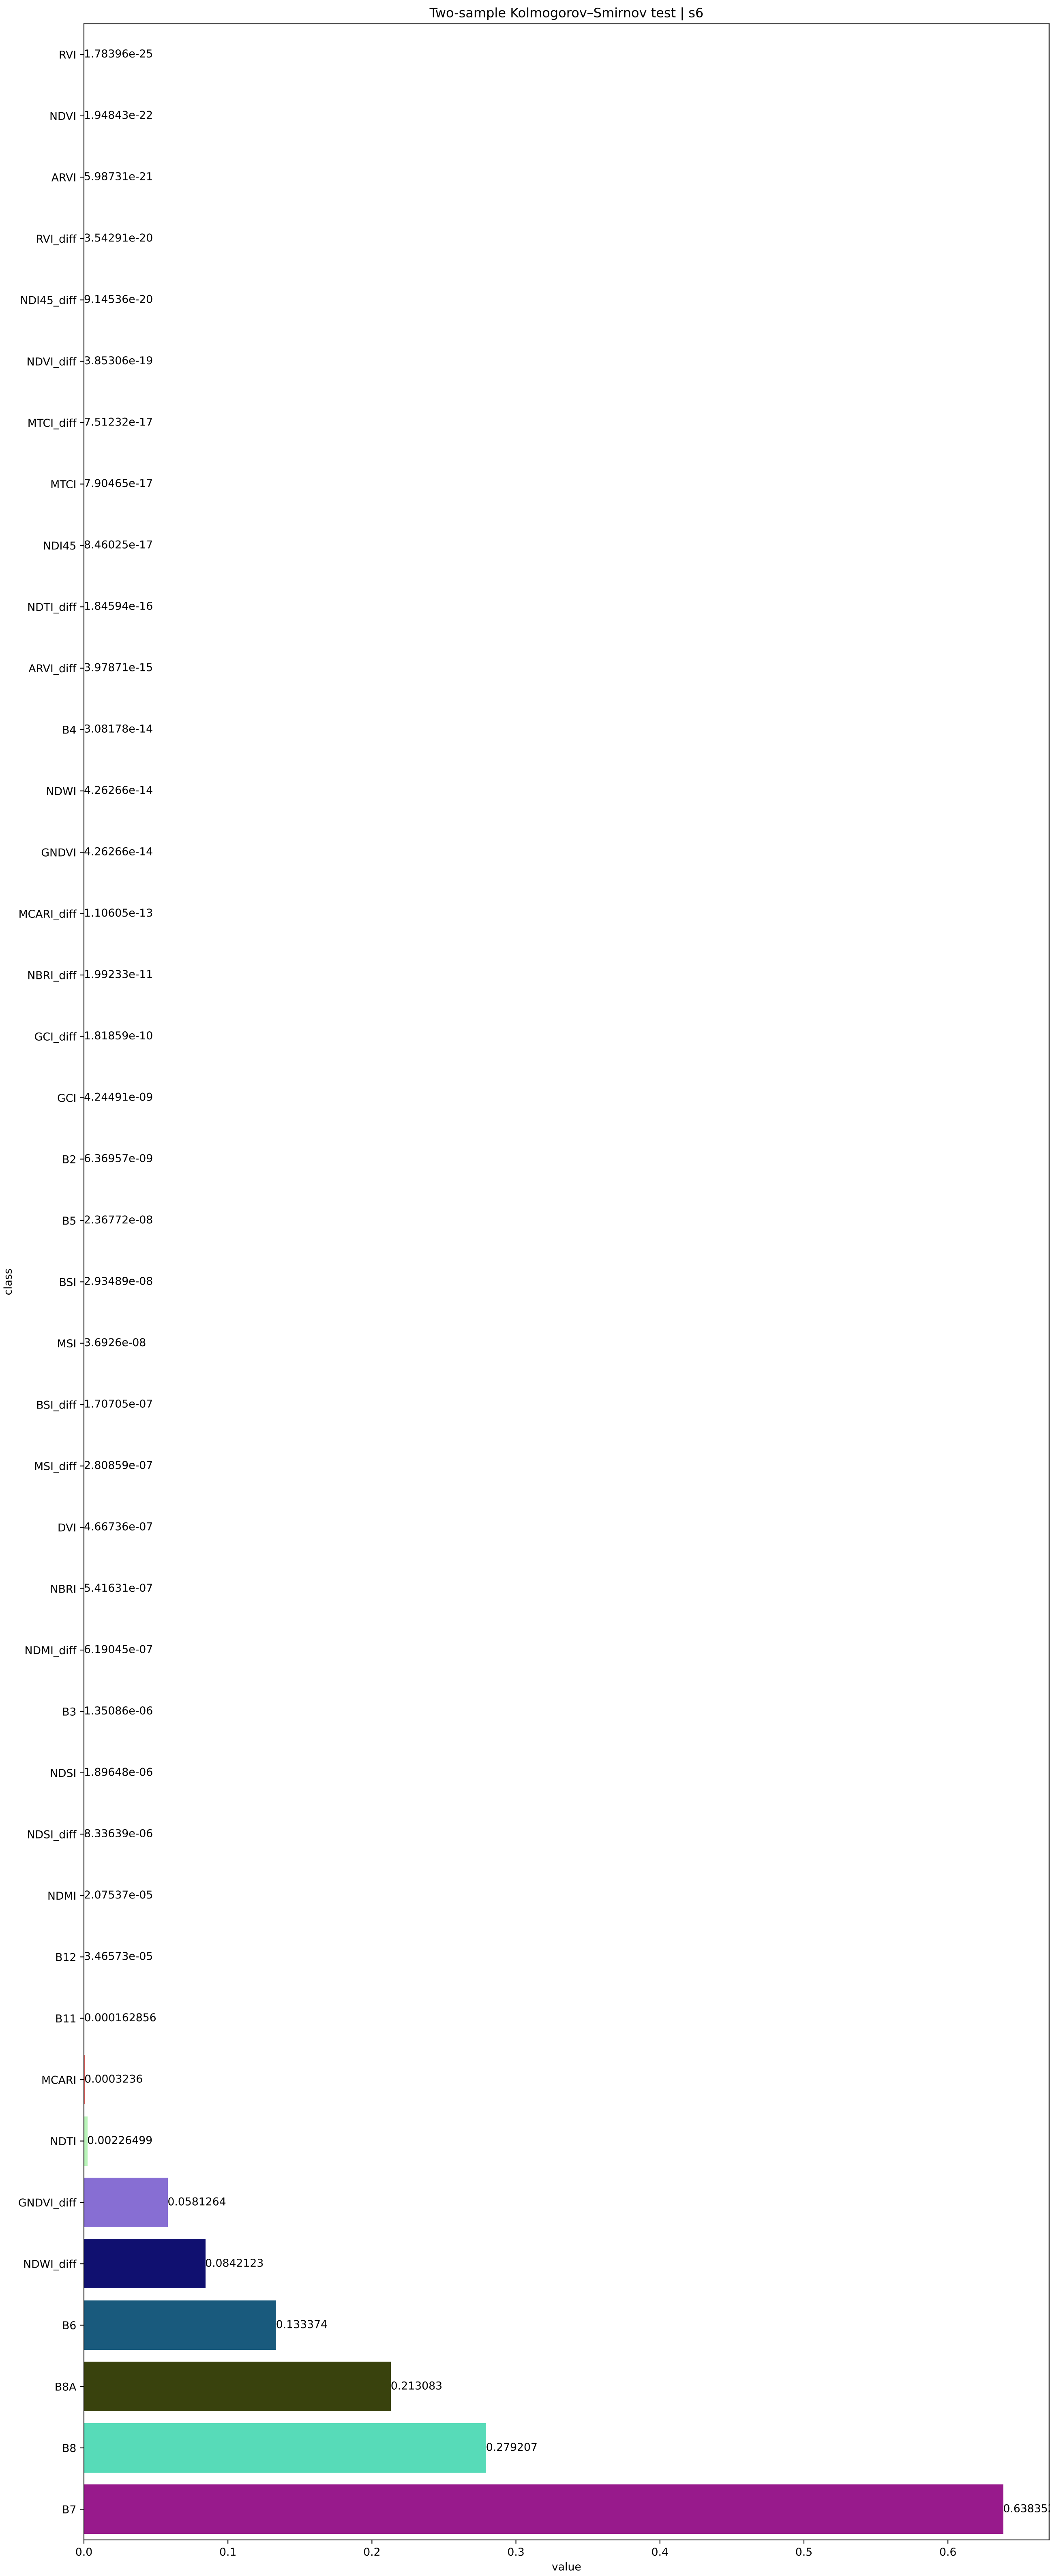 Two-sample Kolmogorov–Smirnov test | s6
RVI 1.78396e-25
NDVI 1.94843e-22
ARVI 5.98731e-21
RVI_diff 3.54291e-20
NDI45_diff 9.14536e-20
NDVI_diff 3.85306e-19
MTCI_diff 7.51232e-17
MTCI 7.90465e-17
NDI45 8.46025e-17
NDTI_diff 1.84594e-16
ARVI_diff 3.97871e-15
B4 3.08178e-14
NDWI 4.26266e-14
GNDVI 4.26266e-14
MCARI_diff 1.10605e-13
NBRI_diff 1.99233e-11
GCI_diff 1.81859e-10
GCI 4.24491e-09
B2 6.36957e-09
B5 2.36772e-08
BSI 2.93489e-08
MSI 3.6926e-08
BSI_diff 1.70705e-07
MSI_diff 2.80859e-07
DVI 4.66736e-07
NBRI 5.41631e-07
NDMI_diff 6.19045e-07
B3 1.35086e-06
NDSI 1.89648e-06
NDSI_diff 8.33639e-06
NDMI 2.07537e-05
B12 3.46573e-05
B11 0.000162856
MCARI 0.0003236
NDTI 0.00226499
GNDVI_diff 0.0581264
NDWI_diff 0.0842123
B6 0.133374
B8A 0.213083
B8 0.279207
B7 0.63835
class
0.0 0.1 0.2 0.3 0.4 0.5 0.6
value